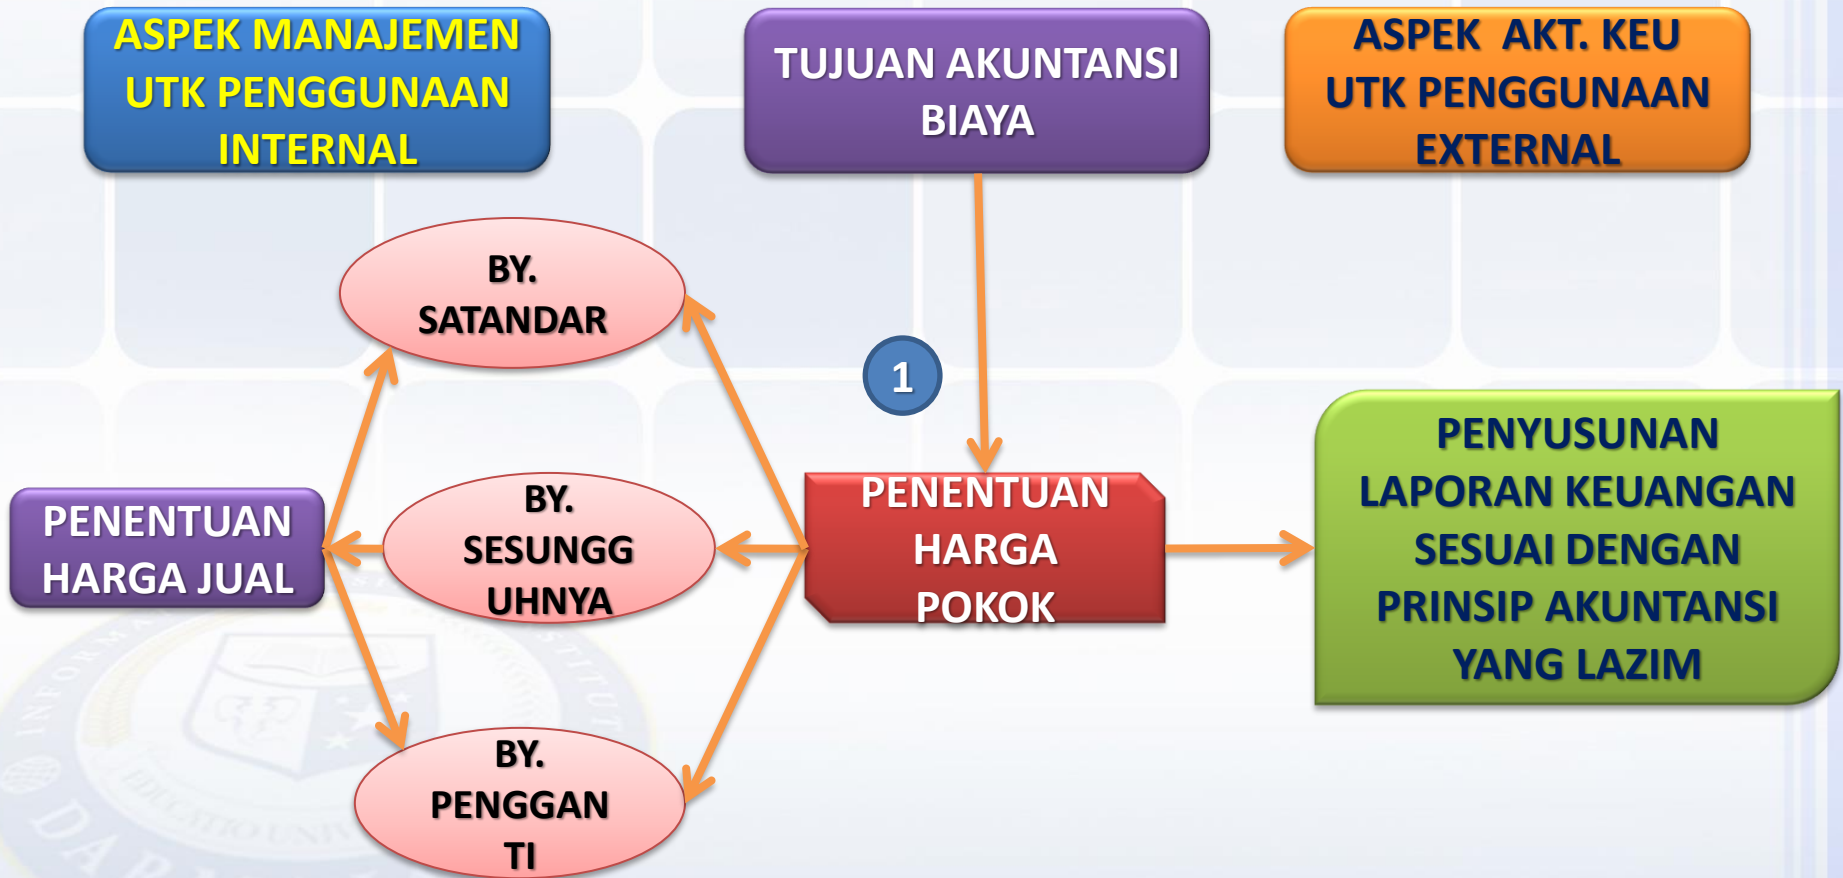 ASPEK MANAJEMEN
UTK PENGGUNAAN
INTERNAL
TUJUAN AKUNTANSI
BIAYA
ASPEK AKT. KEU
UTK PENGGUNAAN
EXTERNAL
BY.
SATANDAR
1
PENENTUAN
HARGA JUAL
BY.
SESUNGG
UHNYA
PENENTUAN
HARGA
POKOK
PENYUSUNAN
LAPORAN KEUANGAN
SESUAI DENGAN
PRINSIP AKUNTANSI
YANG LAZIM
BY.
PENGGAN
TI